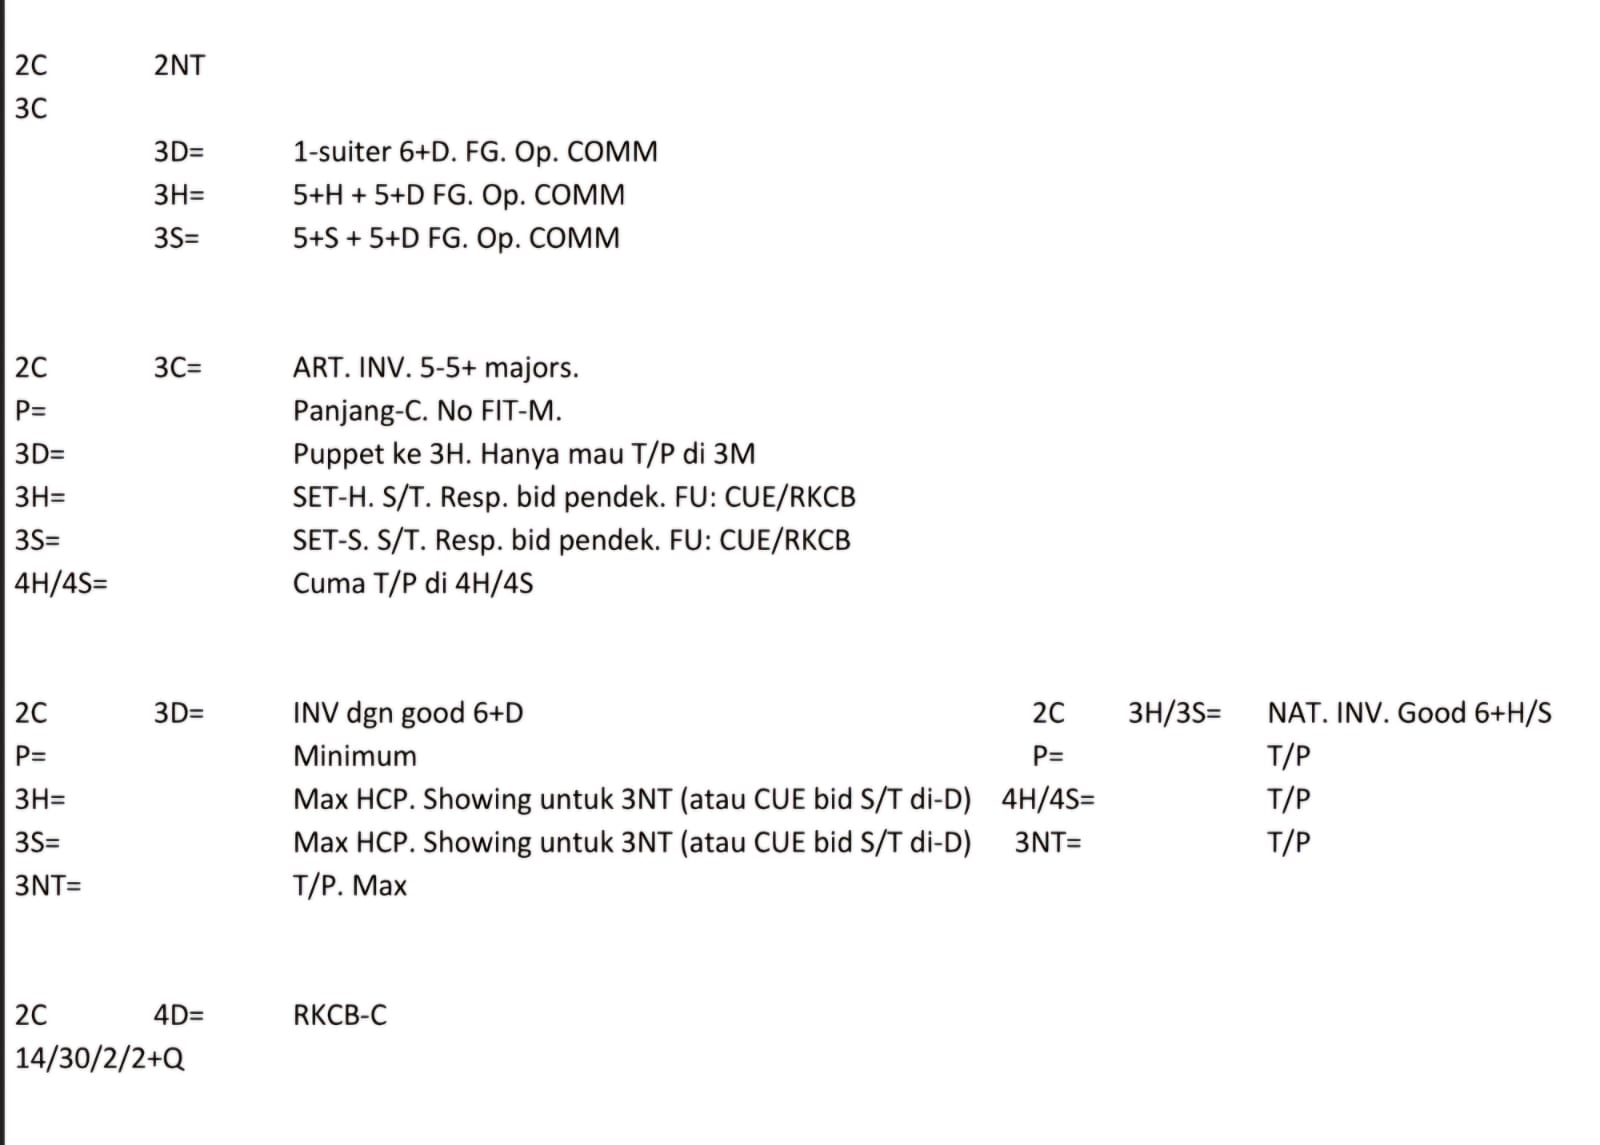 2C 2NT
3C
3D= 1-suiter 6+D. FG. Op. COMM
3H= 5+H + 5+D FG. Op. COMM
3S= 5+S + 5+D FG. Op. COMM
2C 3C= ART. INV. 5-5+ majors.
P= Panjang-C. No FIT-M.
3D= Puppet ke 3H. Hanya mau T/P di 3M
3H= SET-H. S/T. Resp. bid pendek. FU: CUE/RKCB
3S= SET-S. S/T. Resp. bid pendek. FU: CUE/RKCB
4H/4S= Cuma T/P di 4H/4S
2C 3D= INV dgn good 6+D 2C 3H/3S= NAT. INV. Good 6+H/S
P= Minimum P= T/P
3H= Max HCP. Showing untuk 3NT (atau CUE bid S/T di-D) 4H/4S= T/P
3S= Max HCP. Showing untuk 3NT (atau CUE bid S/T di-D) 3NT= T/P
3NT= T/P. Max
2C 4D= RKCB-C
14/30/2/2+Q